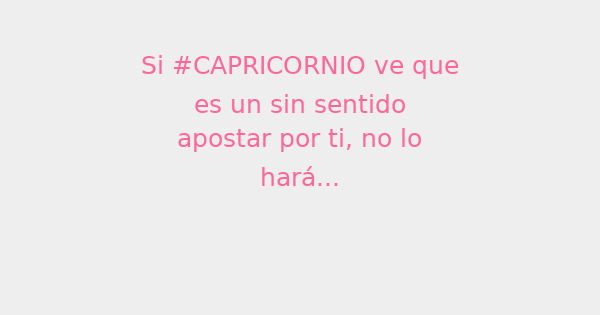 Si #CAPRICORNIO ve que
es un sin sentido
apostar por ti, no lo
hará...